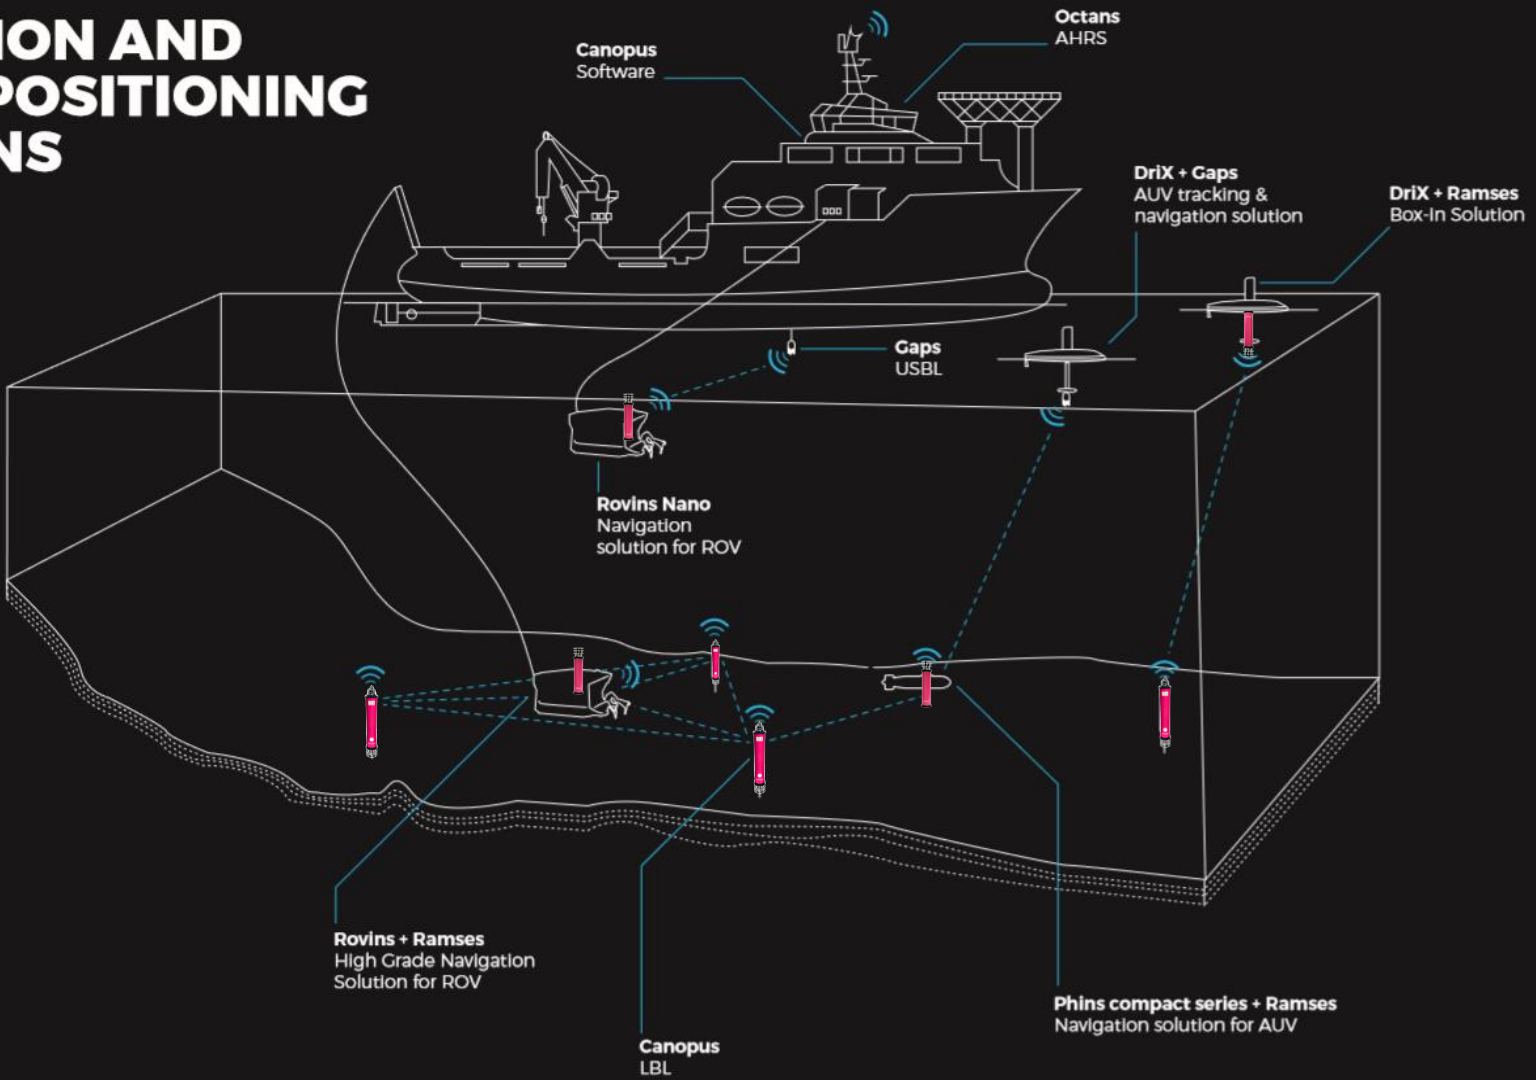 ION AND
POSITIONING
NS
Octans
AHRS
Canopus
Software
DriX + Gaps
AUV tracking &
navigation solution
DriX + Ramses
Box-in Solution
Gaps
USBL
Rovins Nano
Navigation
solution for ROV
Rovins + Ramses
High Grade Navigation
Solution for ROV
Phins compact series + Ramses
Navigation solution for AUV
Canopus
LBL